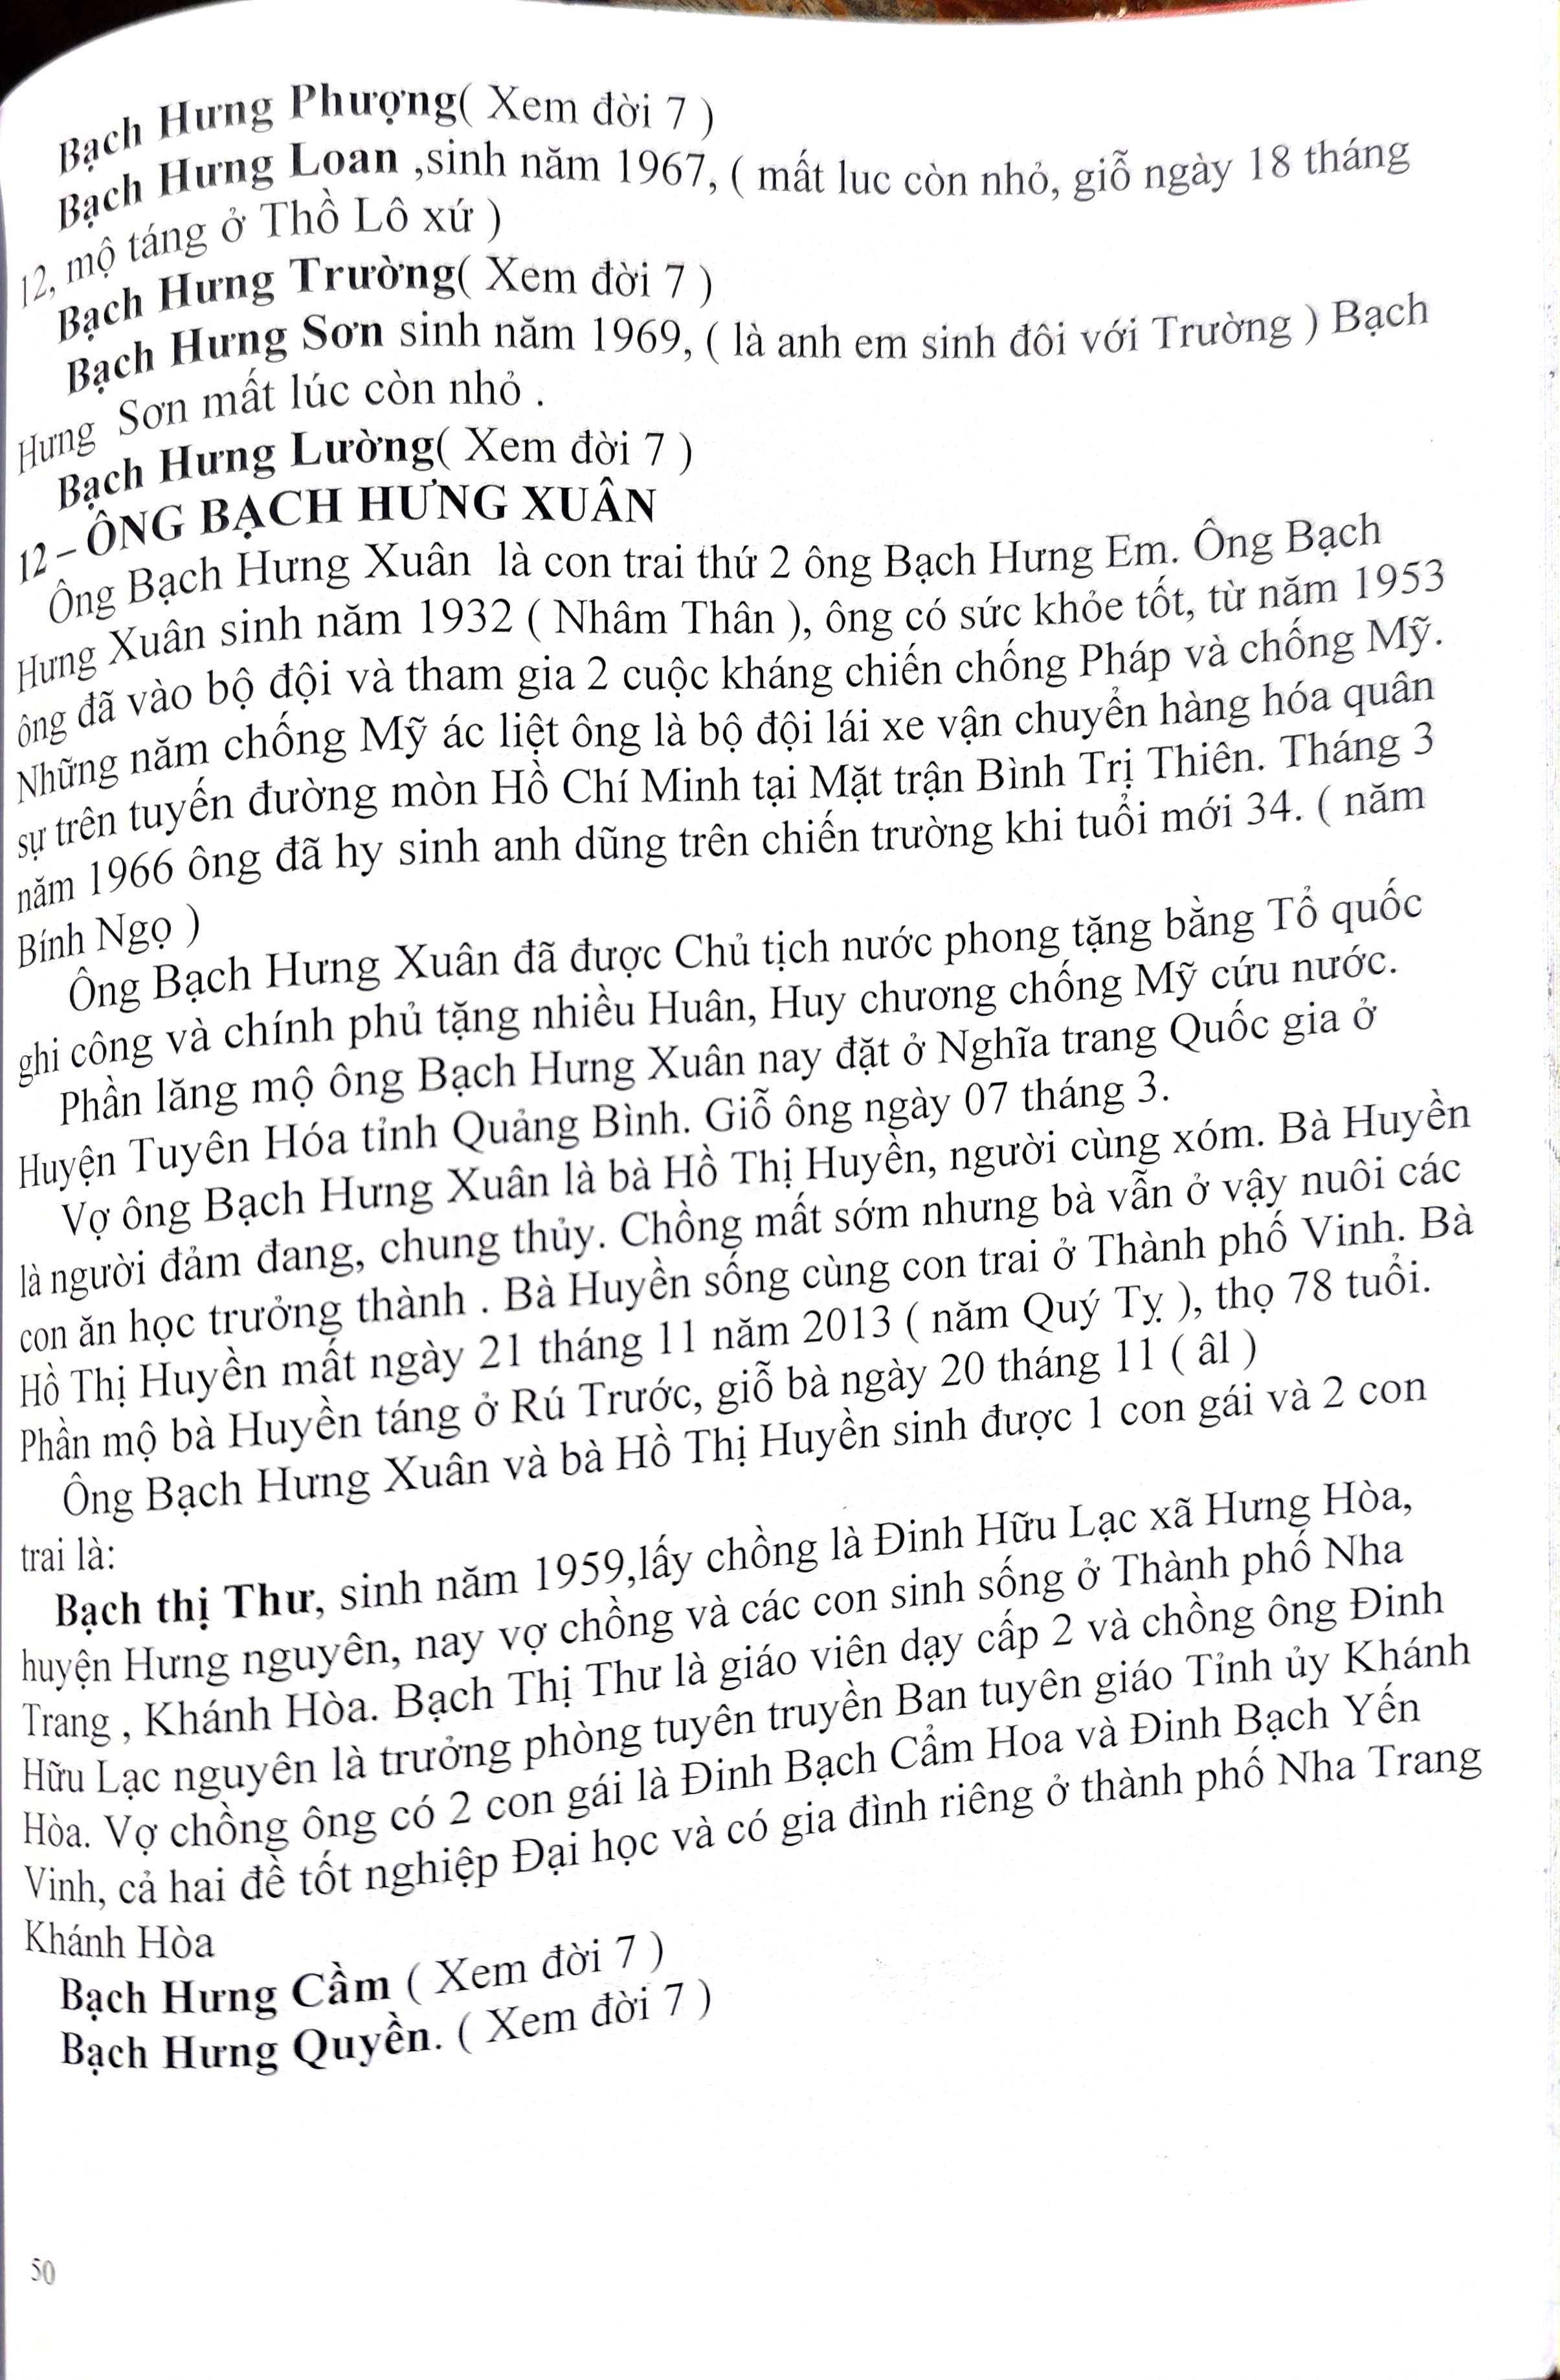 Bạch Hưng Phượng( Xem đời 7 )
Bạch Hưng Loan ,sinh năm 1967, ( mất luc còn nhỏ, giỗ ngày 18 tháng
12, mộ táng ở Thồ Lô xứ )
Bạch Hưng Trường( Xem đời 7 )
Bạch Hưng Sơn sinh năm 1969, ( là anh em sinh đôi với Trường ) Bạch
Hưng Sơn mất lúc còn nhỏ .
Bạch Hưng Lường( Xem đời 7 )
12 – ÔNG BẠCH HƯNG XUÂN
Ông Bạch Hưng Xuân là con trai thứ 2 ông Bạch Hưng Em. Ông Bạch
Hưng Xuân sinh năm 1932 ( Nhâm Thân ), ông có sức khỏe tốt, từ năm 1953
ông đã vào bộ đội và tham gia 2 cuộc kháng chiến chống Pháp và chống Mỹ.
Những năm chống Mỹ ác liệt ông là bộ đội lái xe vận chuyển hàng hóa quân
sự trên tuyến đường mòn Hồ Chí Minh tại Mặt trận Bình Trị Thiên. Tháng 3
năm 1966 ông đã hy sinh anh dũng trên chiến trường khi tuổi mới 34. ( năm
Bính Ngọ )
Ông Bạch Hưng Xuân đã được Chủ tịch nước phong tặng bằng Tổ quốc
ghi công và chính phủ tặng nhiều Huân, Huy chương chống Mỹ cứu nước.
Phần lăng mộ ông Bạch Hưng Xuân nay đặt ở Nghĩa trang Quốc gia ở
Huyện Tuyên Hóa tỉnh Quảng Bình. Giỗ ông ngày 07 tháng 3.
Vợ ông Bạch Hưng Xuân là bà Hồ Thị Huyền, người cùng xóm. Bà Huyền
là người đảm đang, chung thủy. Chồng mất sớm nhưng bà vẫn ở vậy nuôi các
con ăn học trưởng thành . Bà Huyền sống cùng con trai ở Thành phố Vinh. Bà
Hồ Thị Huyền mất ngày 21 tháng 11 năm 2013 ( năm Quý Tỵ ), thọ 78 tuổi.
Phần mộ bà Huyền táng ở Rú Trước, giỗ bà ngày 20 tháng 11 ( âl )
Ông Bạch Hưng Xuân và bà Hồ Thị Huyền sinh được 1 con gái và 2 con
trai là:
Bạch thị Thư, sinh năm 1959,lấy chồng là Đinh Hữu Lạc xã Hưng Hòa,
huyện Hưng nguyên, nay vợ chồng và các con sinh sống ở Thành phố Nha
Trang , Khánh Hòa. Bạch Thị Thư là giáo viên dạy cấp 2 và chồng ông Đinh
Hữu Lạc nguyên là trưởng phòng tuyên truyền Ban tuyên giáo Tỉnh ủy Khánh
Hòa. Vợ chồng ông có 2 con gái là Đinh Bạch Cẩm Hoa và Đinh Bạch Yến
Vinh, cả hai đề tốt nghiệp Đại học và có gia đình riêng ở thành phố Nha Trang
Khánh Hòa
Bạch Hưng Cầm ( Xem đời 7 )
Bạch Hưng Quyền. ( Xem đời 7 )
50